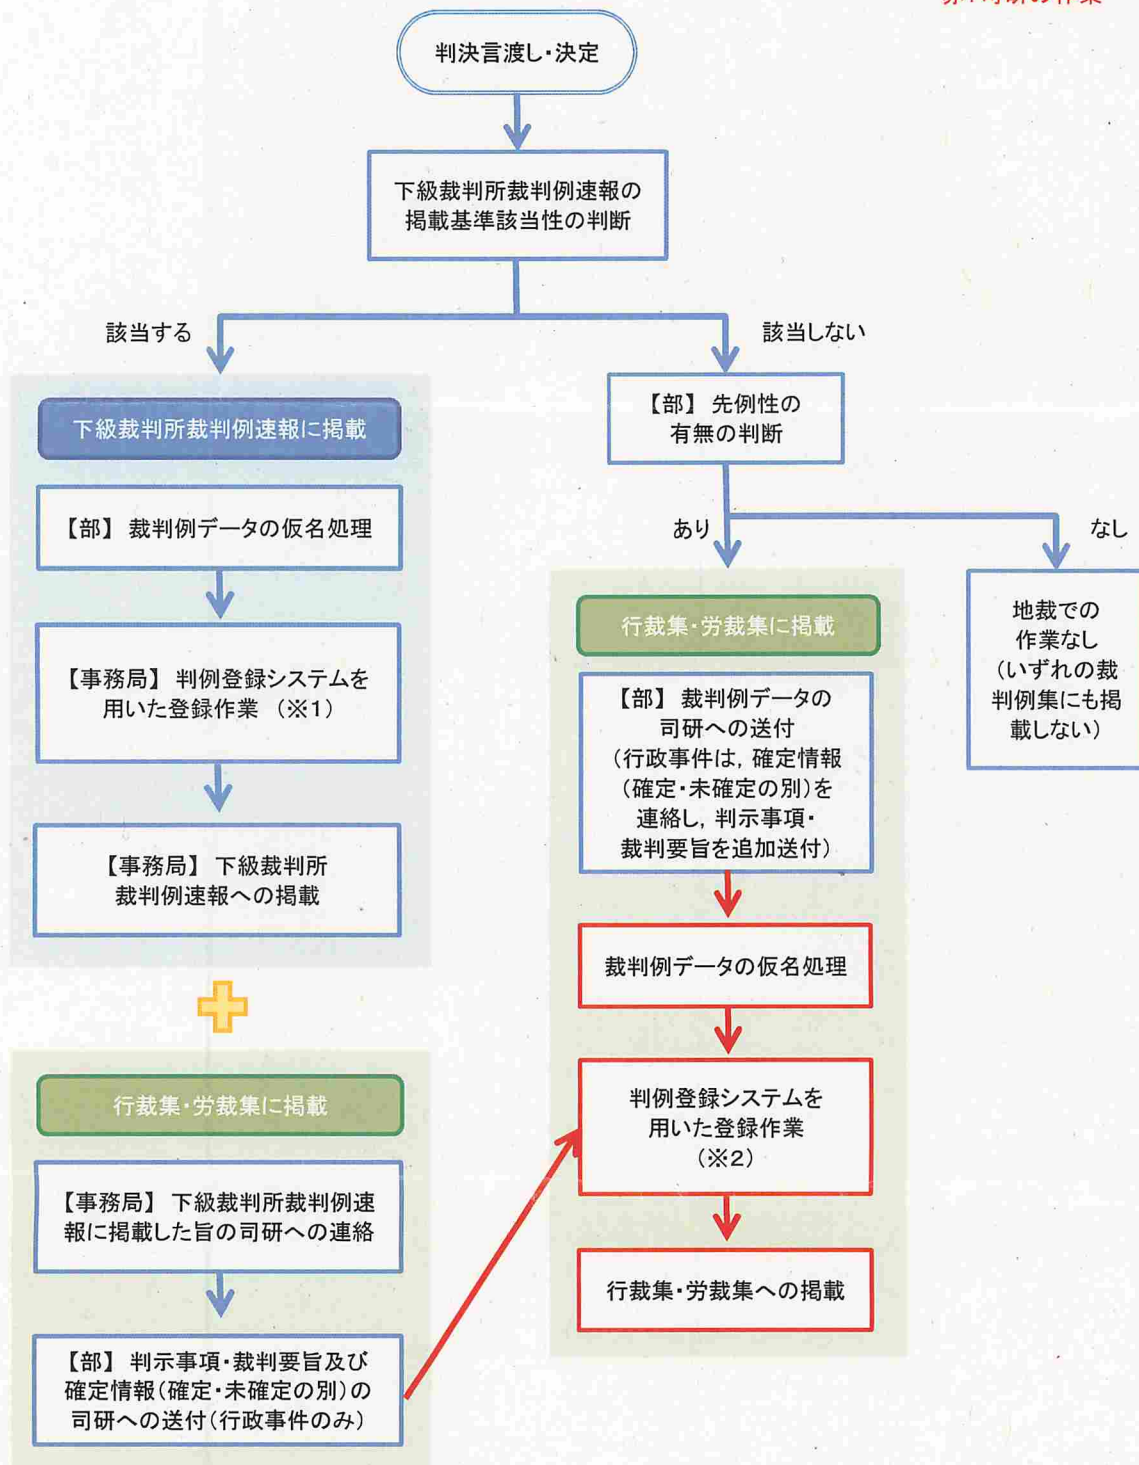 判決言渡し・決定
下級裁判所裁判例速報の
掲載基準該当性の判断
該当する
該当しない
下級裁判所裁判例速報に掲載
【部】 裁判例データの仮名処理
【事務局】 判例登録システムを
用いた登録作業 (※1)
【事務局】 下級裁判所
裁判例速報への掲載
行裁集・労裁集に掲載
【事務局】 下級裁判所裁判例速
報に掲載した旨の司研への連絡
【部】 判示事項・裁判要旨及び
確定情報(確定・未確定の別)の
司研への送付(行政事件のみ)
【部】 先例性の
有無の判断
あり
なし
行裁集・労裁集に掲載
【部】 裁判例データの
司研への送付
(行政事件は, 確定情報
(確定・未確定の別)を
連絡し, 判示事項・
裁判要旨を追加送付)
裁判例データの仮名処理
判例登録システムを
用いた登録作業
(※2)
行裁集・労裁集への掲載
地裁での
作業なし
(いずれの裁
判例集にも掲
載しない)